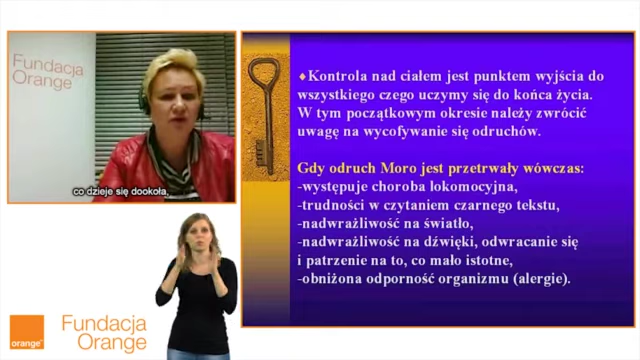 Fundacja
Orange
co dzieje się dookoła,
♦Kontrola nad ciałem jest punktem wyjścia do
wszystkiego czego uczymy się do końca życia.
W tym początkowym okresie należy zwrócić
uwagę na wycofywanie się odruchów.
Gdy odruch Moro jest przetrwały wówczas:
-występuje choroba lokomocyjna,
-trudności w czytaniem czarnego tekstu,
-nadwrażliwość na światło,
-nadwrażliwość na dźwięki, odwracanie się
i patrzenie na to, co mało istotne,
-obniżona odporność organizmu (alergie).
orange™
Fundacja
Orange